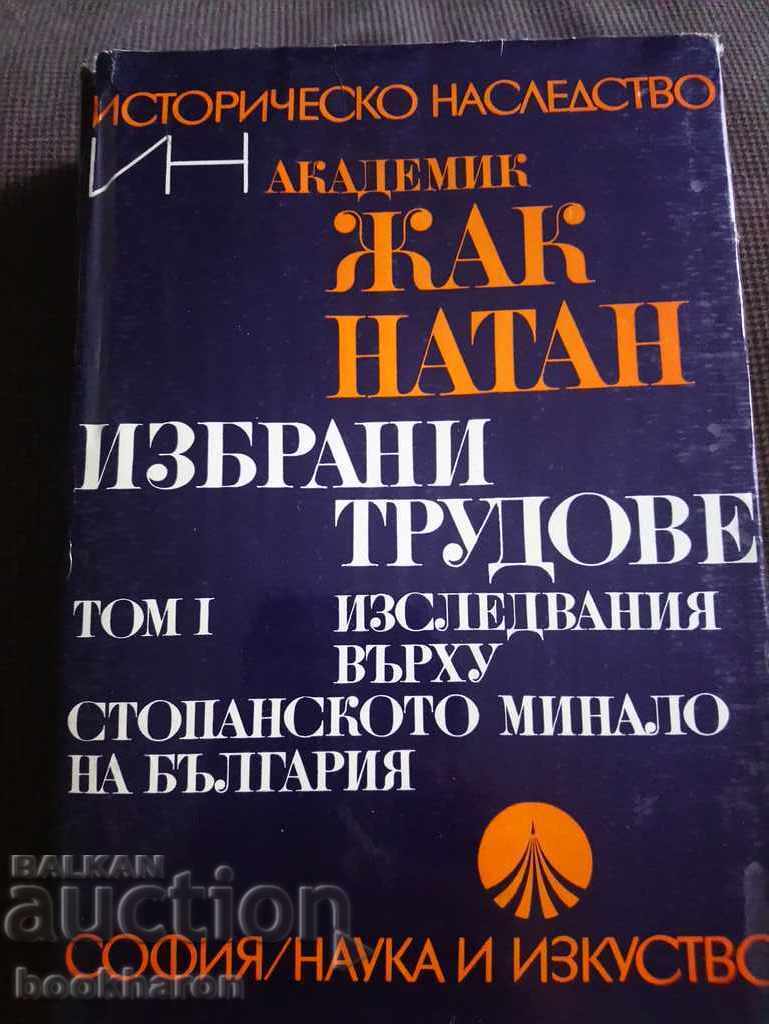 ИСТОРИЧЕСКО НАСЛЕДСТВО
ИН
АКАДЕМИК
ЖАК
НАТАН
ИЗБРАНИ
ТРУДОВЕ
ТОМ I ИЗСЛЕДВАНИЯ
ВЪРХУ
СТОПАНСКОТО МИНАЛО
НА БЪЛГАРИЯ
BALKAN
auction
СОФИЯ/НАУКА И ИЗКУСТВО
bookharon